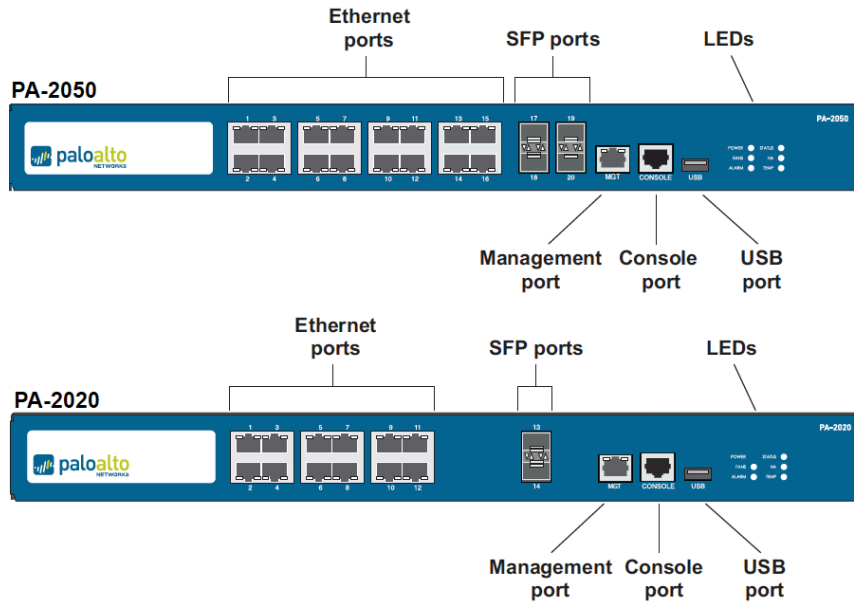 Ethernet
ports
SFP ports
LEDs
PA-2050
1 3 5 7 9 11 13 15 17 19
PA-2050
paloalto
NETWORKS
POWER STATUS
FANS HA
ALARM TEMP
2 4 6 8 10 12 14 16 18 20
MGT CONSOLE USB
Management
port
Console
port
USB
port
Ethernet
ports
SFP ports
LEDs
PA-2020
1 3 5 7 9 11 13
PA-2020
paloalto
NETWORKS
POWER STATUS
FANS HA
ALARM TEMP
2 4 6 8 10 12 14
MGT CONSOLE USB
Management
port
Console
port
USB
port